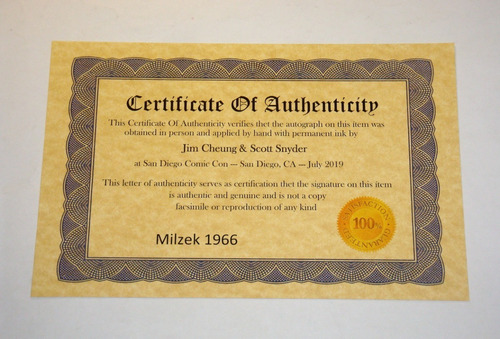 Certificate Of Authenticity
This Certificate Of Authenticity verifies thet the autograph on this item was
obtained in person and applied by hand with permanent ink by
Jim Cheung & Scott Snyder
at San Diego Comic Con — San Diego, CA — July 2019
This letter of authenticity serves as certification that the signature on this item
is authentic and genuine and is not a copy
facsimile or reproduction of any kind
SATISFACTION
100%
GUARANTEED
Milzek 1966